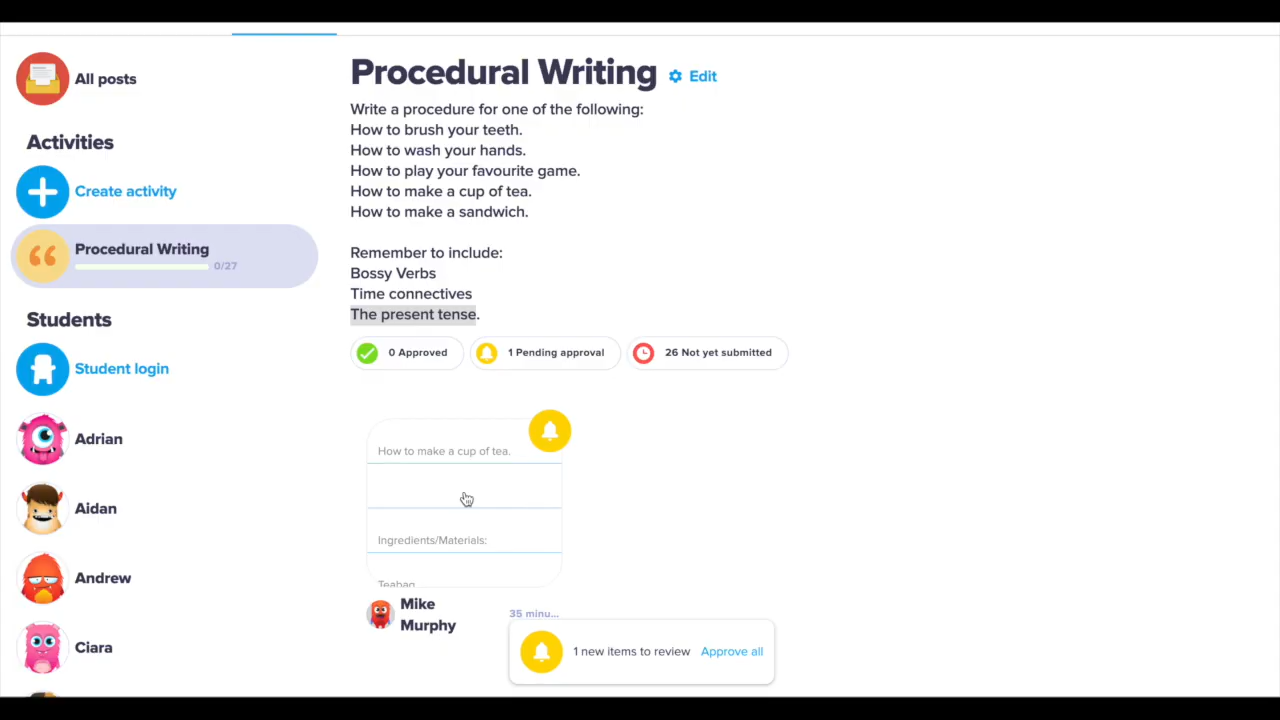 All posts
Activities
Create activity
Procedural Writing
0/27
Students
Student login
Adrian
Aidan
Andrew
Ciara
Procedural Writing
Edit
Write a procedure for one of the following:
How to brush your teeth.
How to wash your hands.
How to play your favourite game.
How to make a cup of tea.
How to make a sandwich.
Remember to include:
Bossy Verbs
Time connectives
The present tense.
0 Approved
1 Pending approval
26 Not yet submitted
How to make a cup of tea.
Ingredients/Materials:
Teabag
Mike
Murphy
35 minu...
1 new items to review
Approve all